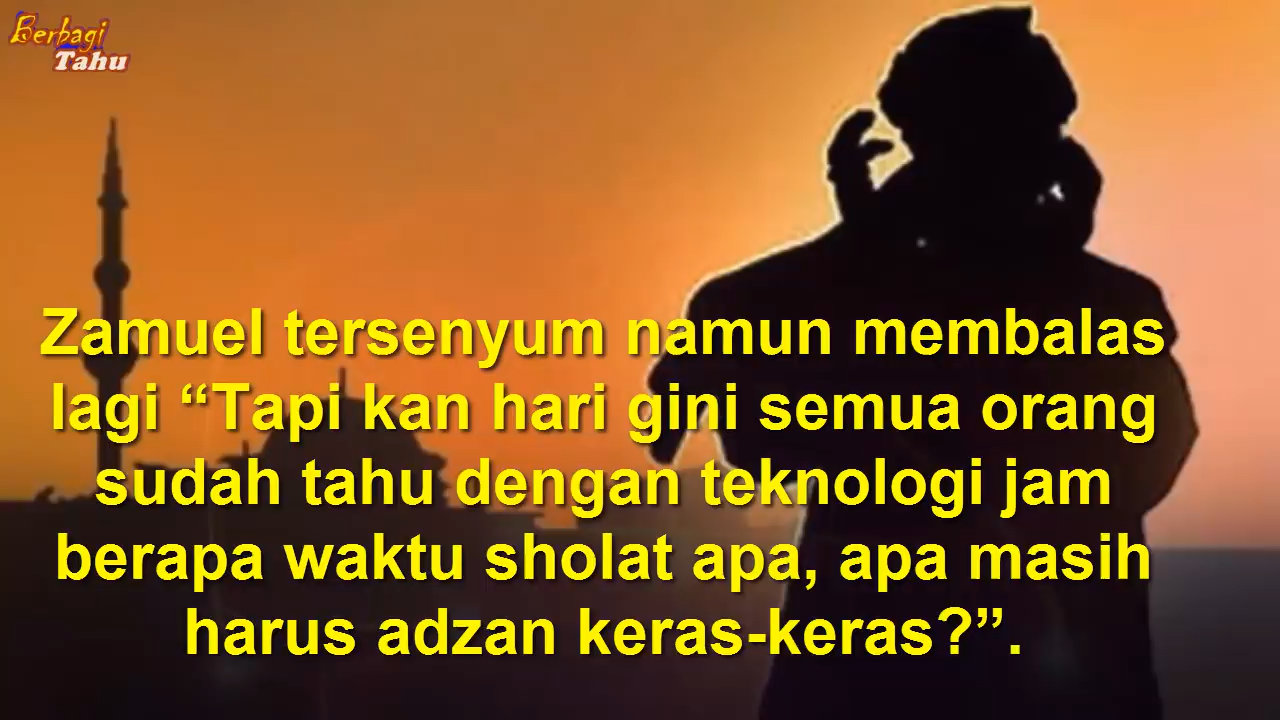 Berbagi
Tahu
Zamuel tersenyum namun membalas
lagi “Tapi kan hari gini semua orang
sudah tahu dengan teknologi jam
berapa waktu sholat apa, apa masih
harus adzan keras-keras?”.